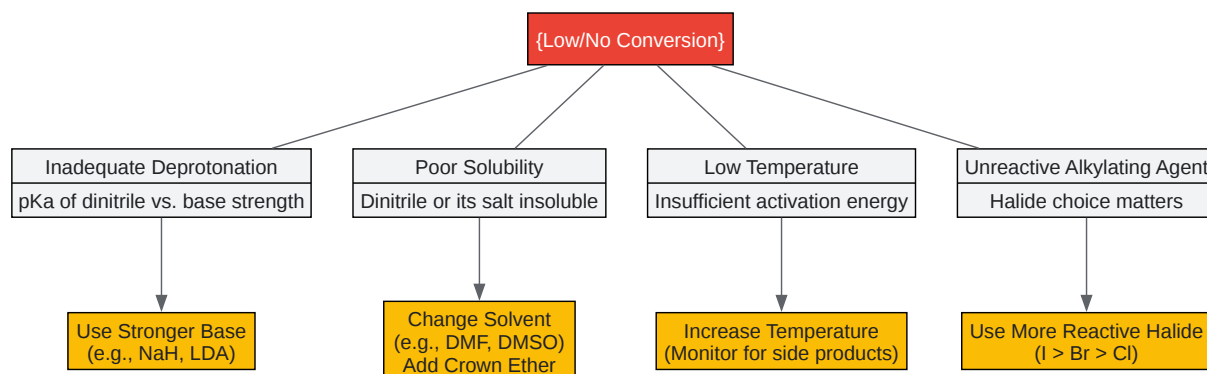 {Low/No Conversion}
Inadequate Deprotonation
pKa of dinitrile vs. base strength
Poor Solubility
Dinitrile or its salt insoluble
Low Temperature
Insufficient activation energy
Unreactive Alkylating Agent
Halide choice matters
Use Stronger Base
(e.g., NaH, LDA)
Change Solvent
(e.g., DMF, DMSO)
Add Crown Ether
Increase Temperature
(Monitor for side products)
Use More Reactive Halide
(I > Br > Cl)